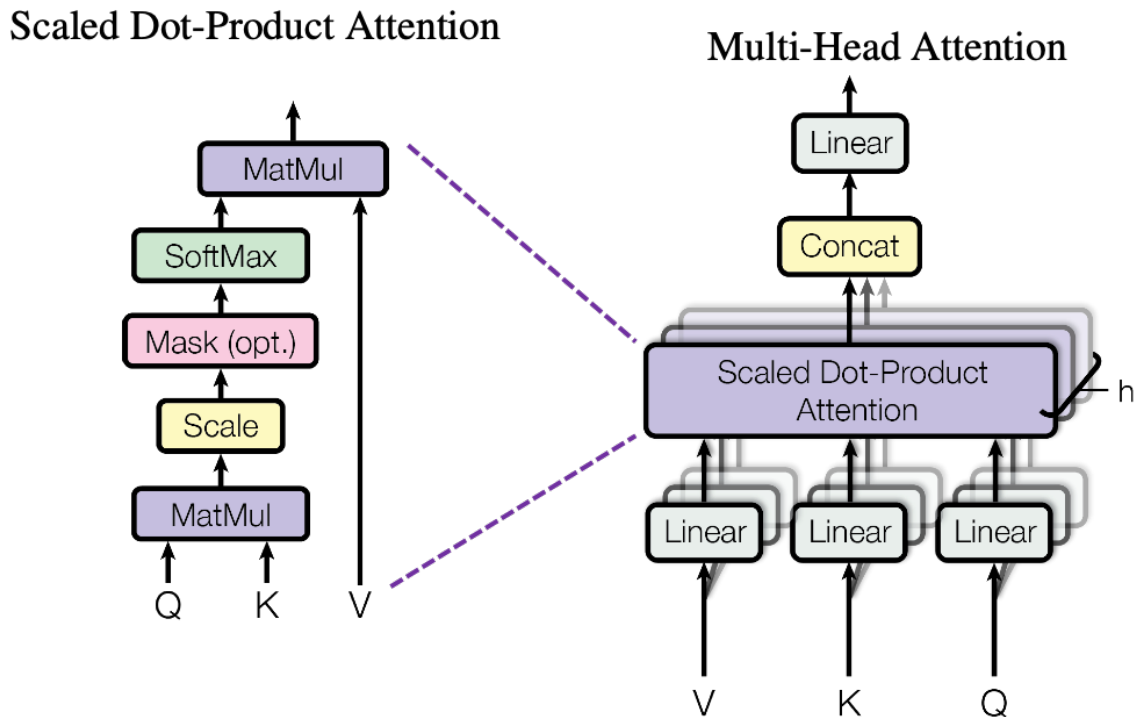 Scaled Dot-Product Attention
MatMul
SoftMax
Mask (opt.)
Scale
MatMul
Q K V
Multi-Head Attention
Linear
Concat
Scaled Dot-Product
Attention
h
Linear Linear Linear
V K Q